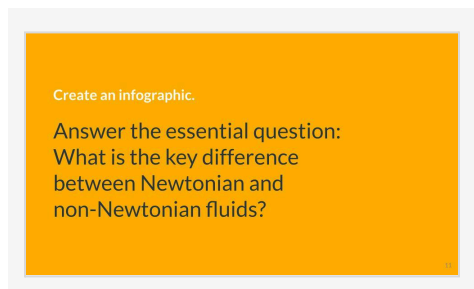 Create an infographic.
Answer the essential question:
What is the key difference
between Newtonian and
non-Newtonian fluids?